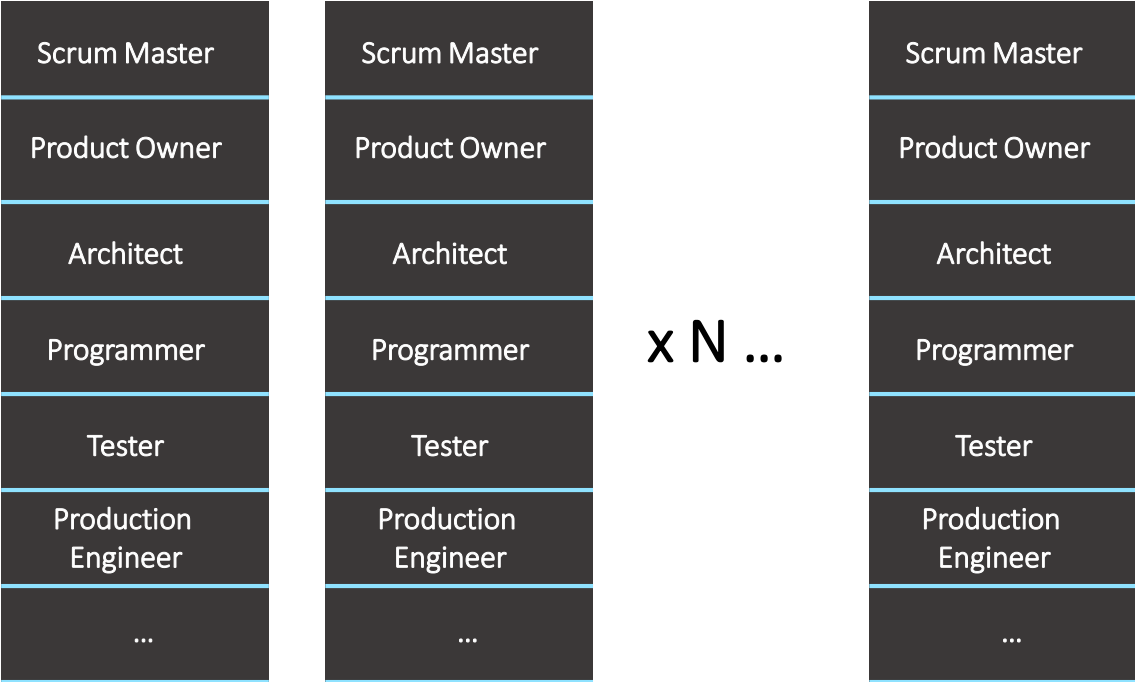 Scrum Master
Product Owner
Architect
Programmer
Tester
Production
Engineer
...
Scrum Master
Product Owner
Architect
Programmer
Tester
Production
Engineer
...
x N ...
Scrum Master
Product Owner
Architect
Programmer
Tester
Production
Engineer
...